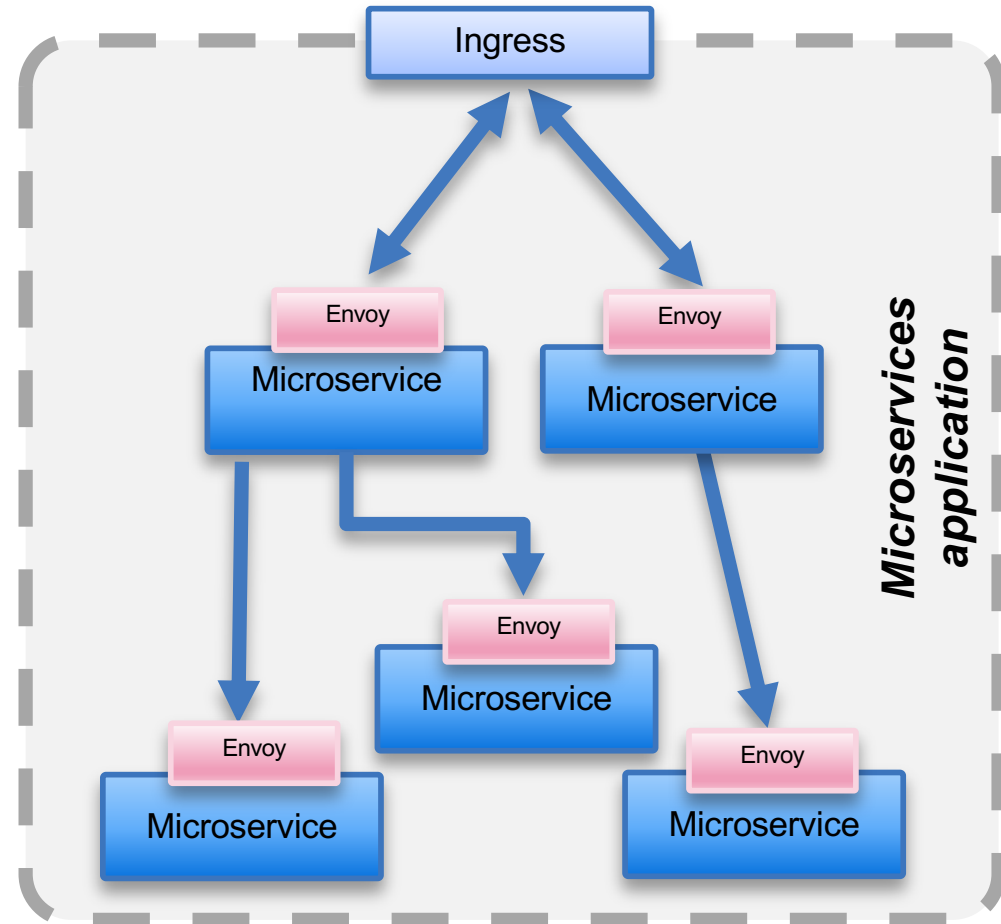 Ingress
Envoy
Microservice
Envoy
Microservice
Microservices
application
Envoy
Microservice
Envoy
Microservice
Envoy
Microservice